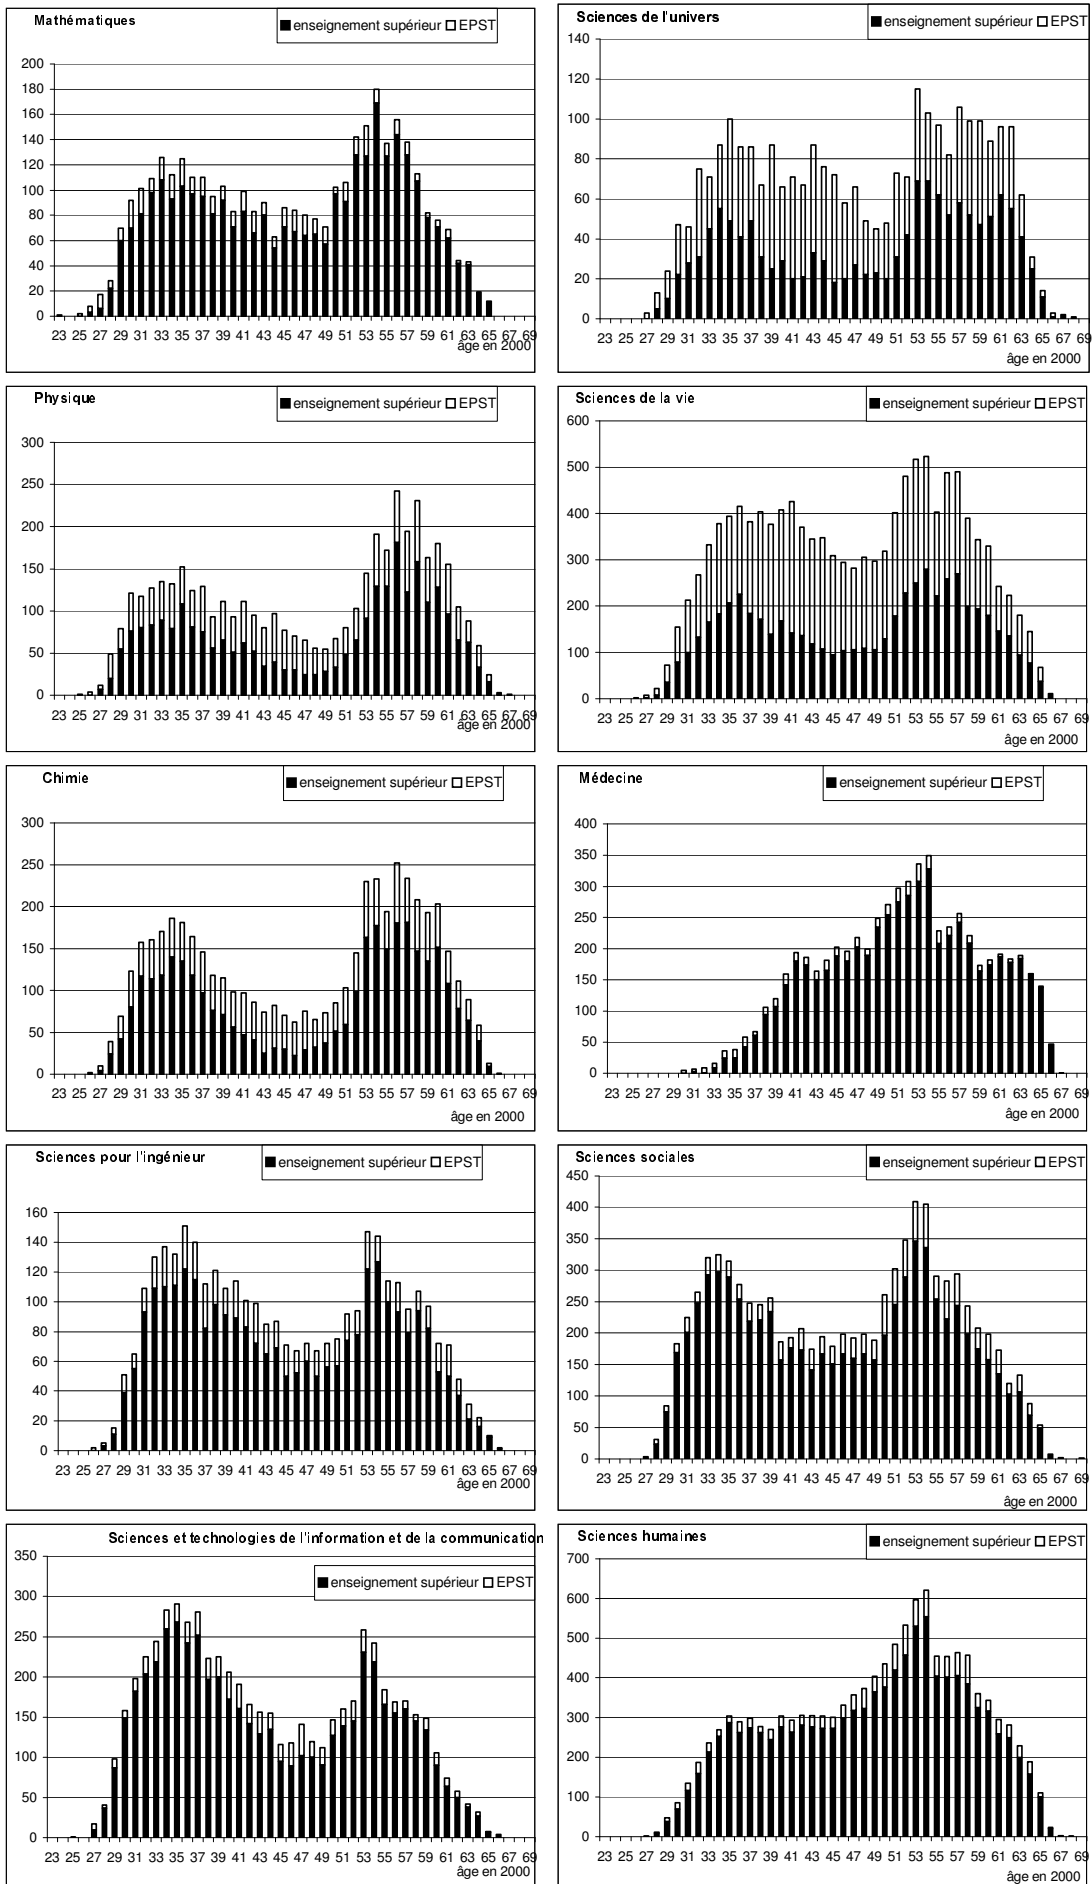 Mathématiques
enseignement supérieur EPST
200
180
160
140
120
100
80
60
40
20
0
23 25 27 29 31 33 35 37 39 41 43 45 47 49 51 53 55 57 59 61 63 65 67 69
âge en 2000
Sciences de l'univers
enseignement supérieur EPST
140
120
100
80
60
40
20
0
23 25 27 29 31 33 35 37 39 41 43 45 47 49 51 53 55 57 59 61 63 65 67 69
âge en 2000
Physique
enseignement supérieur EPST
300
250
200
150
100
50
0
23 25 27 29 31 33 35 37 39 41 43 45 47 49 51 53 55 57 59 61 63 65 67 69
âge en 2000
Sciences de la vie
enseignement supérieur EPST
600
500
400
300
200
100
0
23 25 27 29 31 33 35 37 39 41 43 45 47 49 51 53 55 57 59 61 63 65 67 69
âge en 2000
Chimie
enseignement supérieur EPST
300
250
200
150
100
50
0
23 25 27 29 31 33 35 37 39 41 43 45 47 49 51 53 55 57 59 61 63 65 67 69
âge en 2000
Médecine
enseignement supérieur EPST
400
350
300
250
200
150
100
50
0
23 25 27 29 31 33 35 37 39 41 43 45 47 49 51 53 55 57 59 61 63 65 67 69
âge en 2000
Sciences pour l'ingénieur
enseignement supérieur EPST
160
140
120
100
80
60
40
20
0
23 25 27 29 31 33 35 37 39 41 43 45 47 49 51 53 55 57 59 61 63 65 67 69
âge en 2000
Sciences sociales
enseignement supérieur EPST
450
400
350
300
250
200
150
100
50
0
23 25 27 29 31 33 35 37 39 41 43 45 47 49 51 53 55 57 59 61 63 65 67 69
âge en 2000
Sciences et technologies de l'information et de la communication
enseignement supérieur EPST
350
300
250
200
150
100
50
0
23 25 27 29 31 33 35 37 39 41 43 45 47 49 51 53 55 57 59 61 63 65 67 69
âge en 2000
Sciences humaines
enseignement supérieur EPST
700
600
500
400
300
200
100
0
23 25 27 29 31 33 35 37 39 41 43 45 47 49 51 53 55 57 59 61 63 65 67 69
âge en 2000